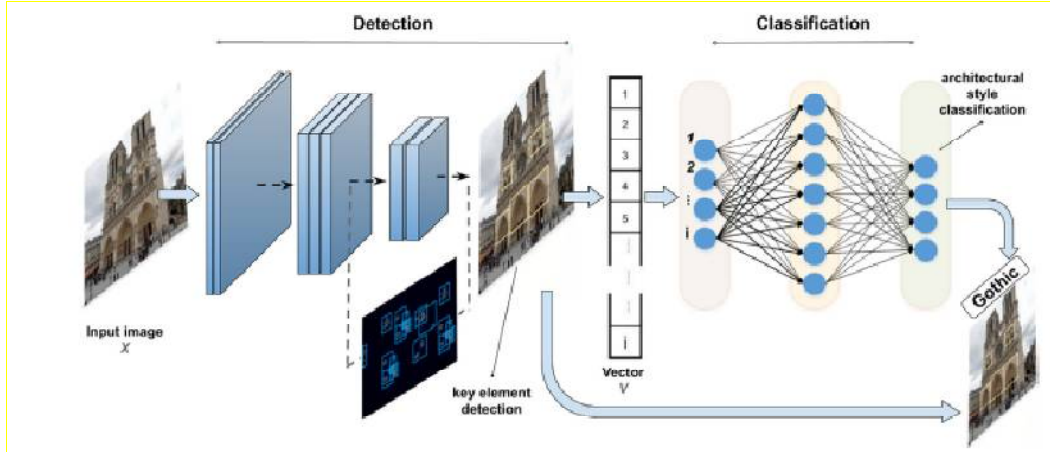 Detection
Classification
architectural
style
classification
1
2
3
4
5
i
1
2
i
i
Input image
X
key element
detection
Vector
V
Gothic